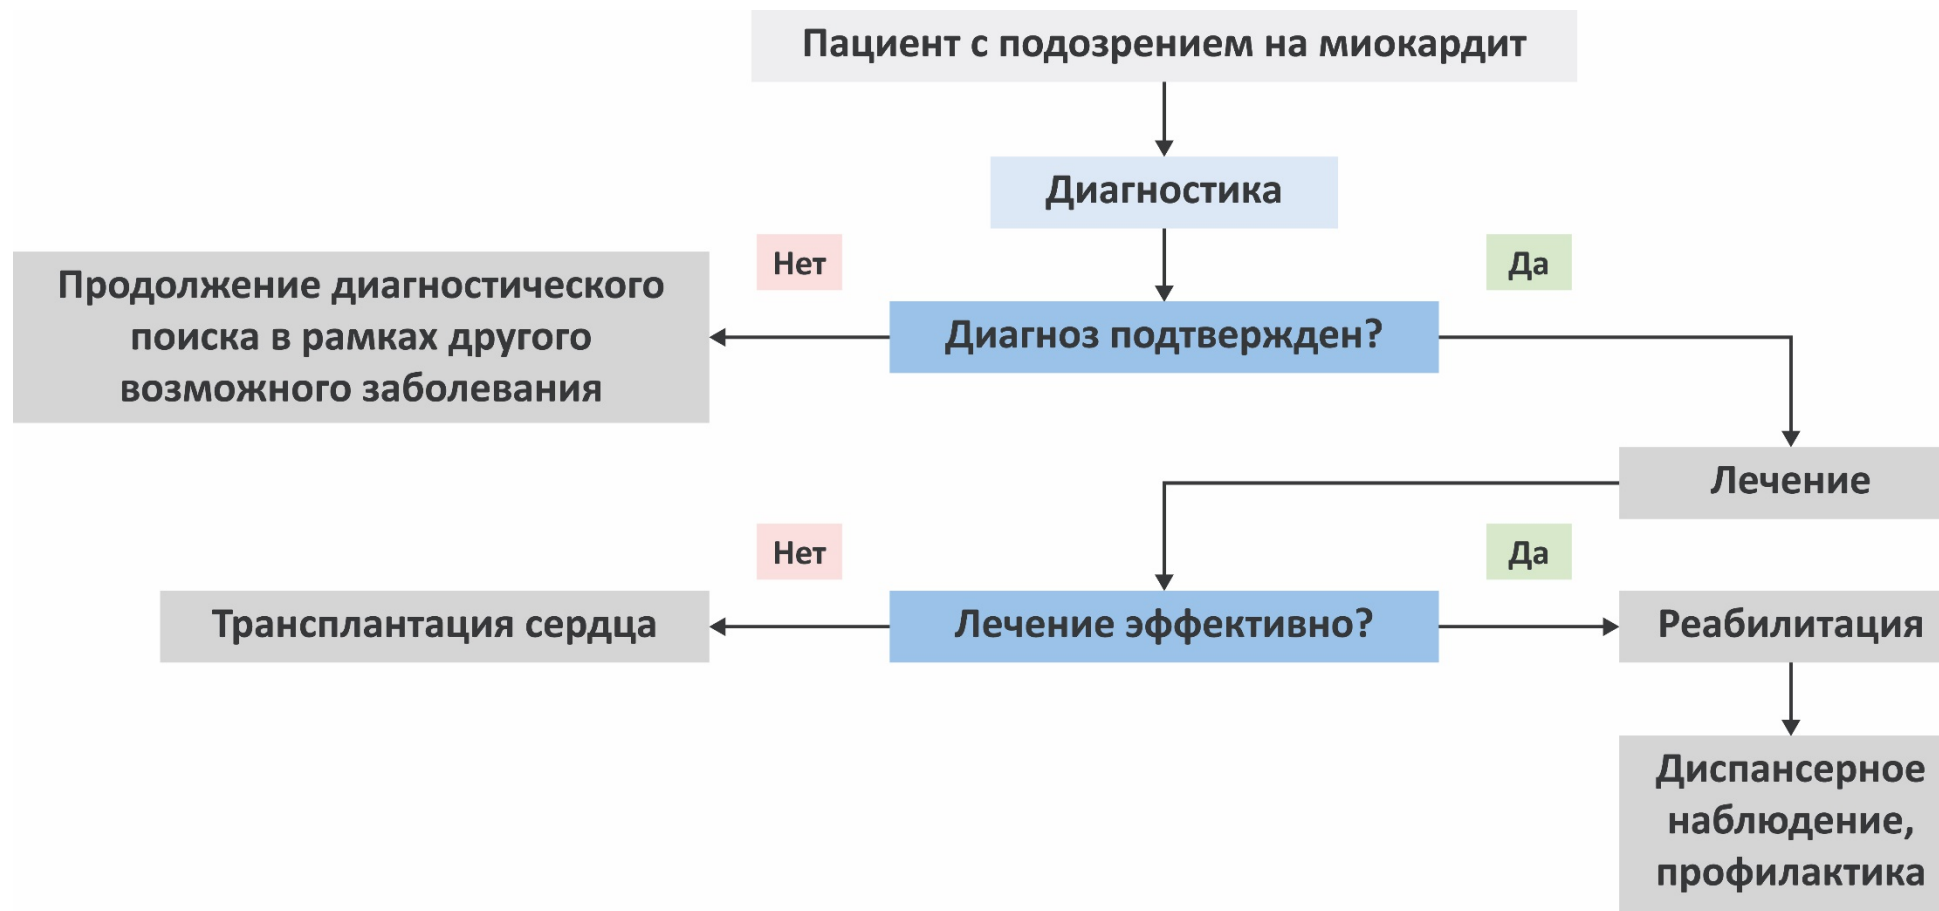 Пациент с подозрением на миокардит
Диагностика
Нет
Да
Продолжение диагностического
поиска в рамках другого
возможного заболевания
Диагноз подтвержден?
Лечение
Нет
Да
Трансплантация сердца
Лечение эффективно?
Реабилитация
Диспансерное
наблюдение,
профилактика